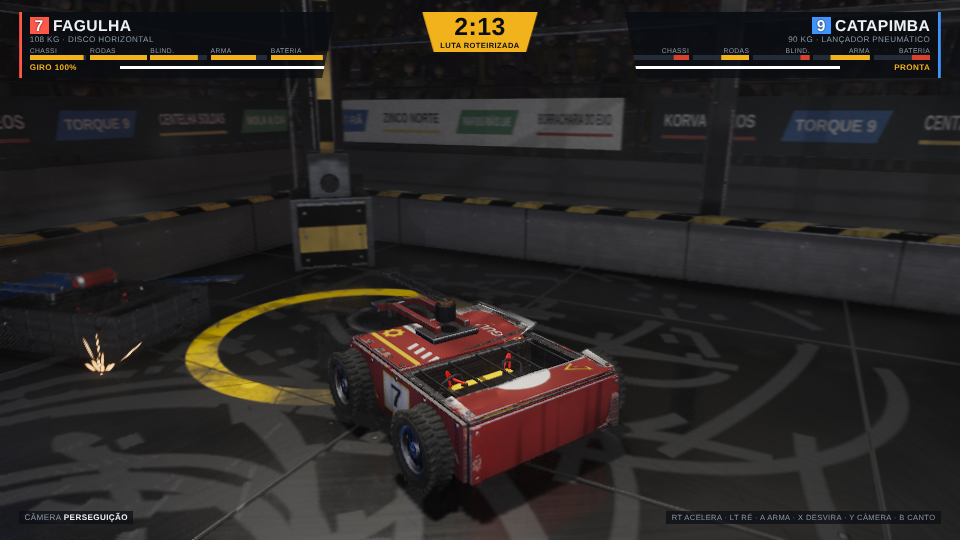 7 FAGULHA
108 KG · DISCO HORIZONTAL
CHASSI RODAS BLIND. ARMA BATERIA
GIRO 100%
2:13
LUTA ROTEIRIZADA
9 CATAPIMBA
90 KG · LANÇADOR PNEUMÁTICO
CHASSI RODAS BLIND. ARMA BATERIA
PRONTA
TORQUE 9
CENTELHA SOLDAS
ZINCO NORTE
BORRACHARIA DO EIXO
KORVA
TORQUE 9
7
CÂMERA PERSEGUIÇÃO
RT ACELERA · LT RÉ · A ARMA · X DESVIRA · Y CÂMERA · B CANTO